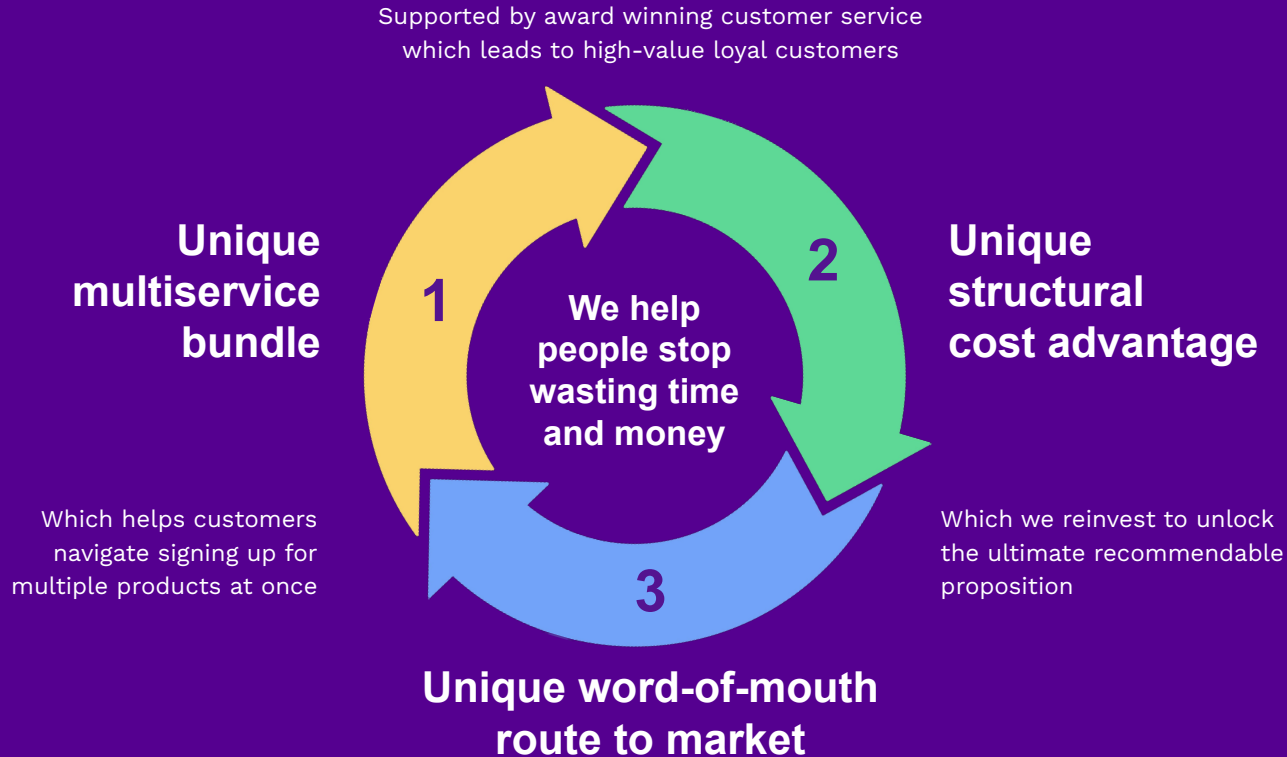 Supported by award winning customer service
which leads to high-value loyal customers
Unique
multiservice
bundle
1
2
Unique
structural
cost advantage
We help
people stop
wasting time
and money
Which helps customers
navigate signing up for
multiple products at once
3
Which we reinvest to unlock
the ultimate recommendable
proposition
Unique word-of-mouth
route to market